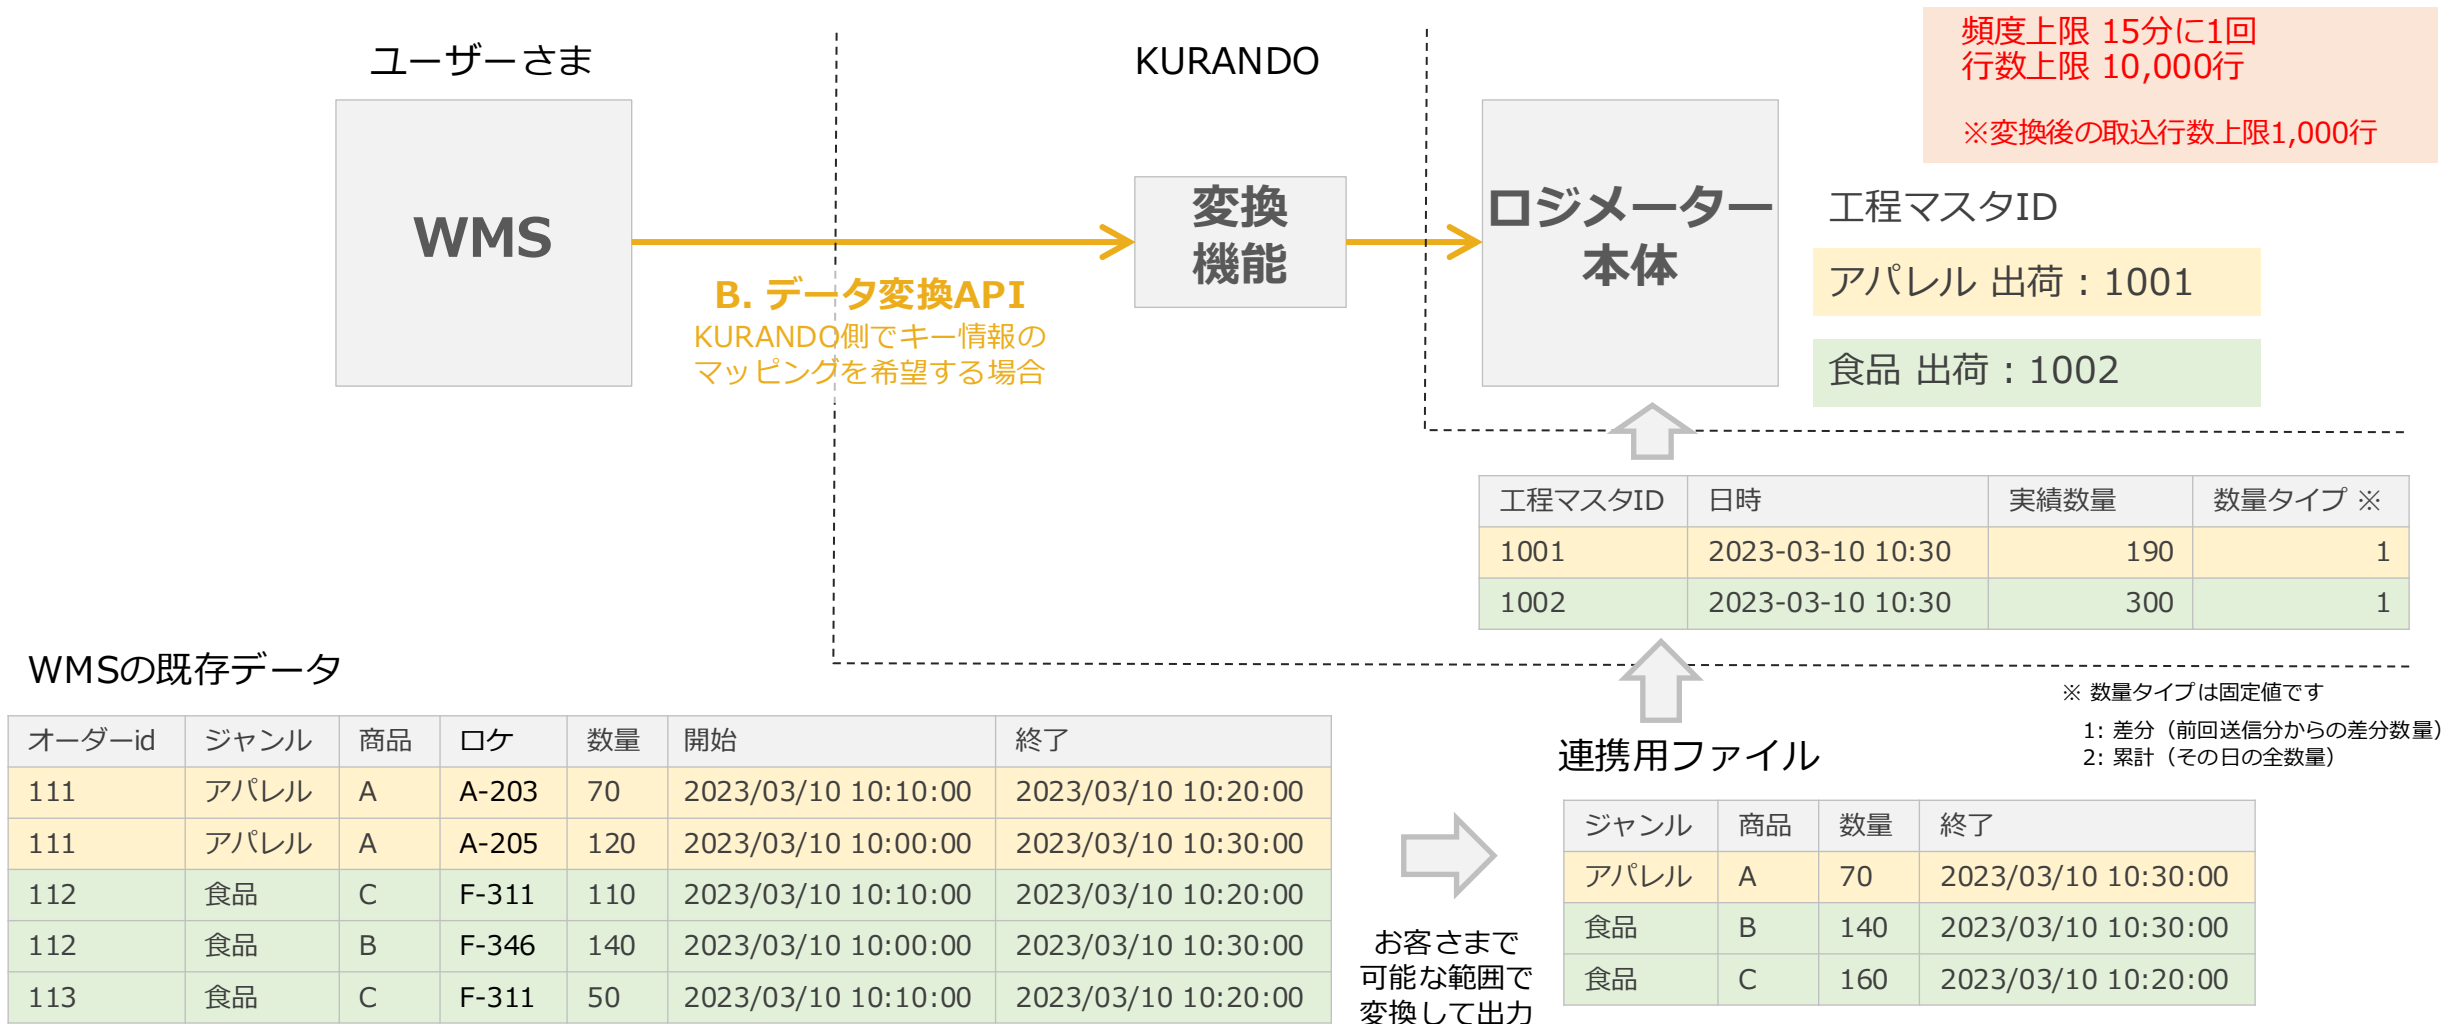 ユーザーさま
KURANDO
頻度上限 15分に1回
行数上限 10,000行
※変換後の取込行数上限1,000行
WMS
変換
機能
ロジメーター
本体
B. データ変換API
KURANDO側でキー情報の
マッピングを希望する場合
工程マスタID
アパレル 出荷：1001
食品 出荷：1002
工程マスタID 日時 実績数量 数量タイプ ※
1001 2023-03-10 10:30 190 1
1002 2023-03-10 10:30 300 1
※ 数量タイプは固定値です
1: 差分（前回送信分からの差分数量）
2: 累計（その日の全数量）
WMSの既存データ
オーダーid ジャンル 商品 ロケ 数量 開始 終了
111 アパレル A A-203 70 2023/03/10 10:10:00 2023/03/10 10:20:00
111 アパレル A A-205 120 2023/03/10 10:00:00 2023/03/10 10:30:00
112 食品 C F-311 110 2023/03/10 10:10:00 2023/03/10 10:20:00
112 食品 B F-346 140 2023/03/10 10:00:00 2023/03/10 10:30:00
113 食品 C F-311 50 2023/03/10 10:10:00 2023/03/10 10:20:00
お客さまで
可能な範囲で
変換して出力
連携用ファイル
ジャンル 商品 数量 終了
アパレル A 70 2023/03/10 10:30:00
食品 B 140 2023/03/10 10:30:00
食品 C 160 2023/03/10 10:20:00